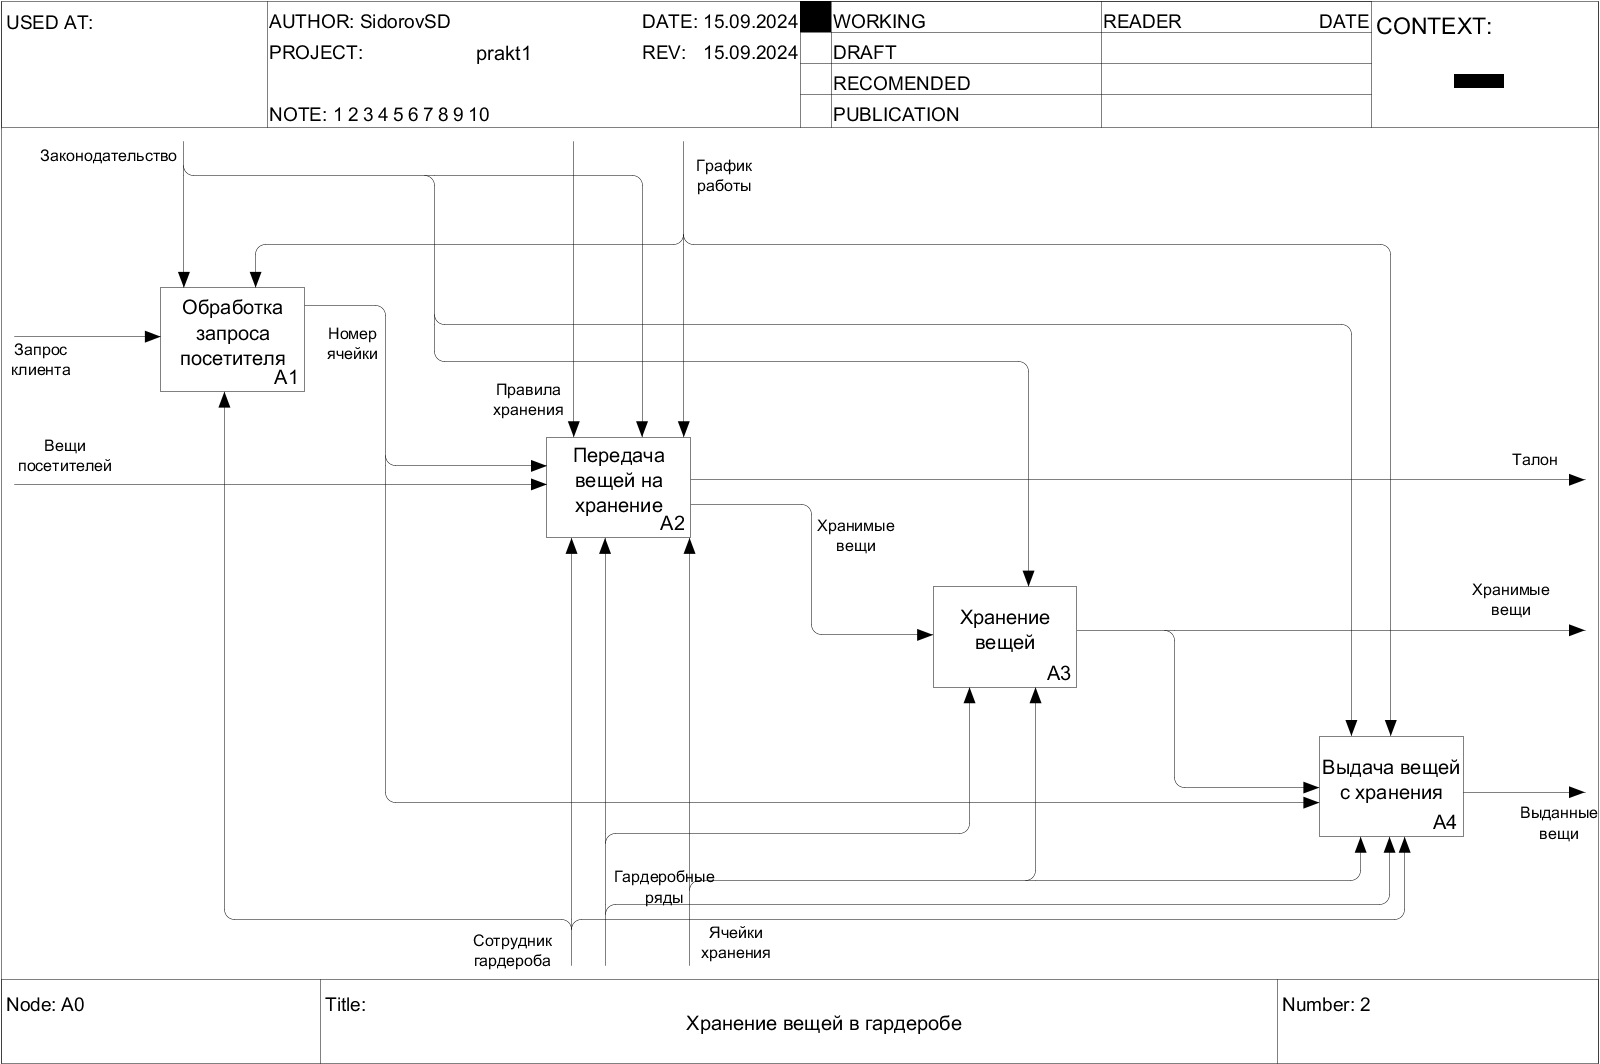 USED AT:
AUTHOR: SidorovSD
DATE: 15.09.2024
PROJECT:
prakt1
REV: 15.09.2024
NOTE: 1 2 3 4 5 6 7 8 9 10
WORKING
DRAFT
RECOMENDED
PUBLICATION
READER
DATE
CONTEXT:
Законодательство
График
работы
Обработка
запроса
посетителя
A1
Запрос
клиента
Номер
ячейки
Правила
хранения
Вещи
посетителей
Передача
вещей на
хранение
A2
Талон
Хранимые
вещи
Хранимые
вещи
Хранение
вещей
A3
Выдача вещей
с хранения
A4
Выданные
вещи
Гардеробные
ряды
Сотрудник
гардероба
Ячейки
хранения
Node: A0
Title:
Хранение вещей в гардеробе
Number: 2